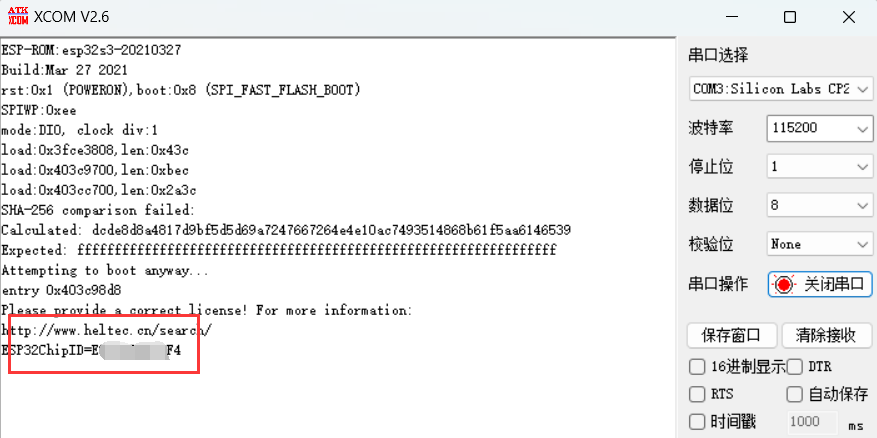 ATK
XCOM
XCOM V2.6
ESP-ROM:esp32s3-20210327
Build:Mar 27 2021
rst:0x1 (POWERON),boot:0x8 (SPI_FAST_FLASH_BOOT)
SPIWP:0xee
mode:DIO, clock div:1
load:0x3fce3808,len:0x43c
load:0x403c9700,len:0xbec
load:0x403cc700,len:0x2a3c
SHA-256 comparison failed:
Calculated: dcde8d8a4817d9bf5d5d69a7247667264e4e10ac7493514868b61f5aa6146539
Expected: ffffffffffffffffffffffffffffffffffffffffffffffffffffffffffffffff
Attempting to boot anyway...
entry 0x403c98d8
Please provide a correct license! For more information:
http://www.heltec.cn/search/
ESP32ChipID=E F4
串口选择
COM3:Silicon Labs CP2
波特率 115200
停止位 1
数据位 8
校验位 None
串口操作 关闭串口
保存窗口 清除接收
16进制显示 DTR
RTS 自动保存
时间戳 1000 ms